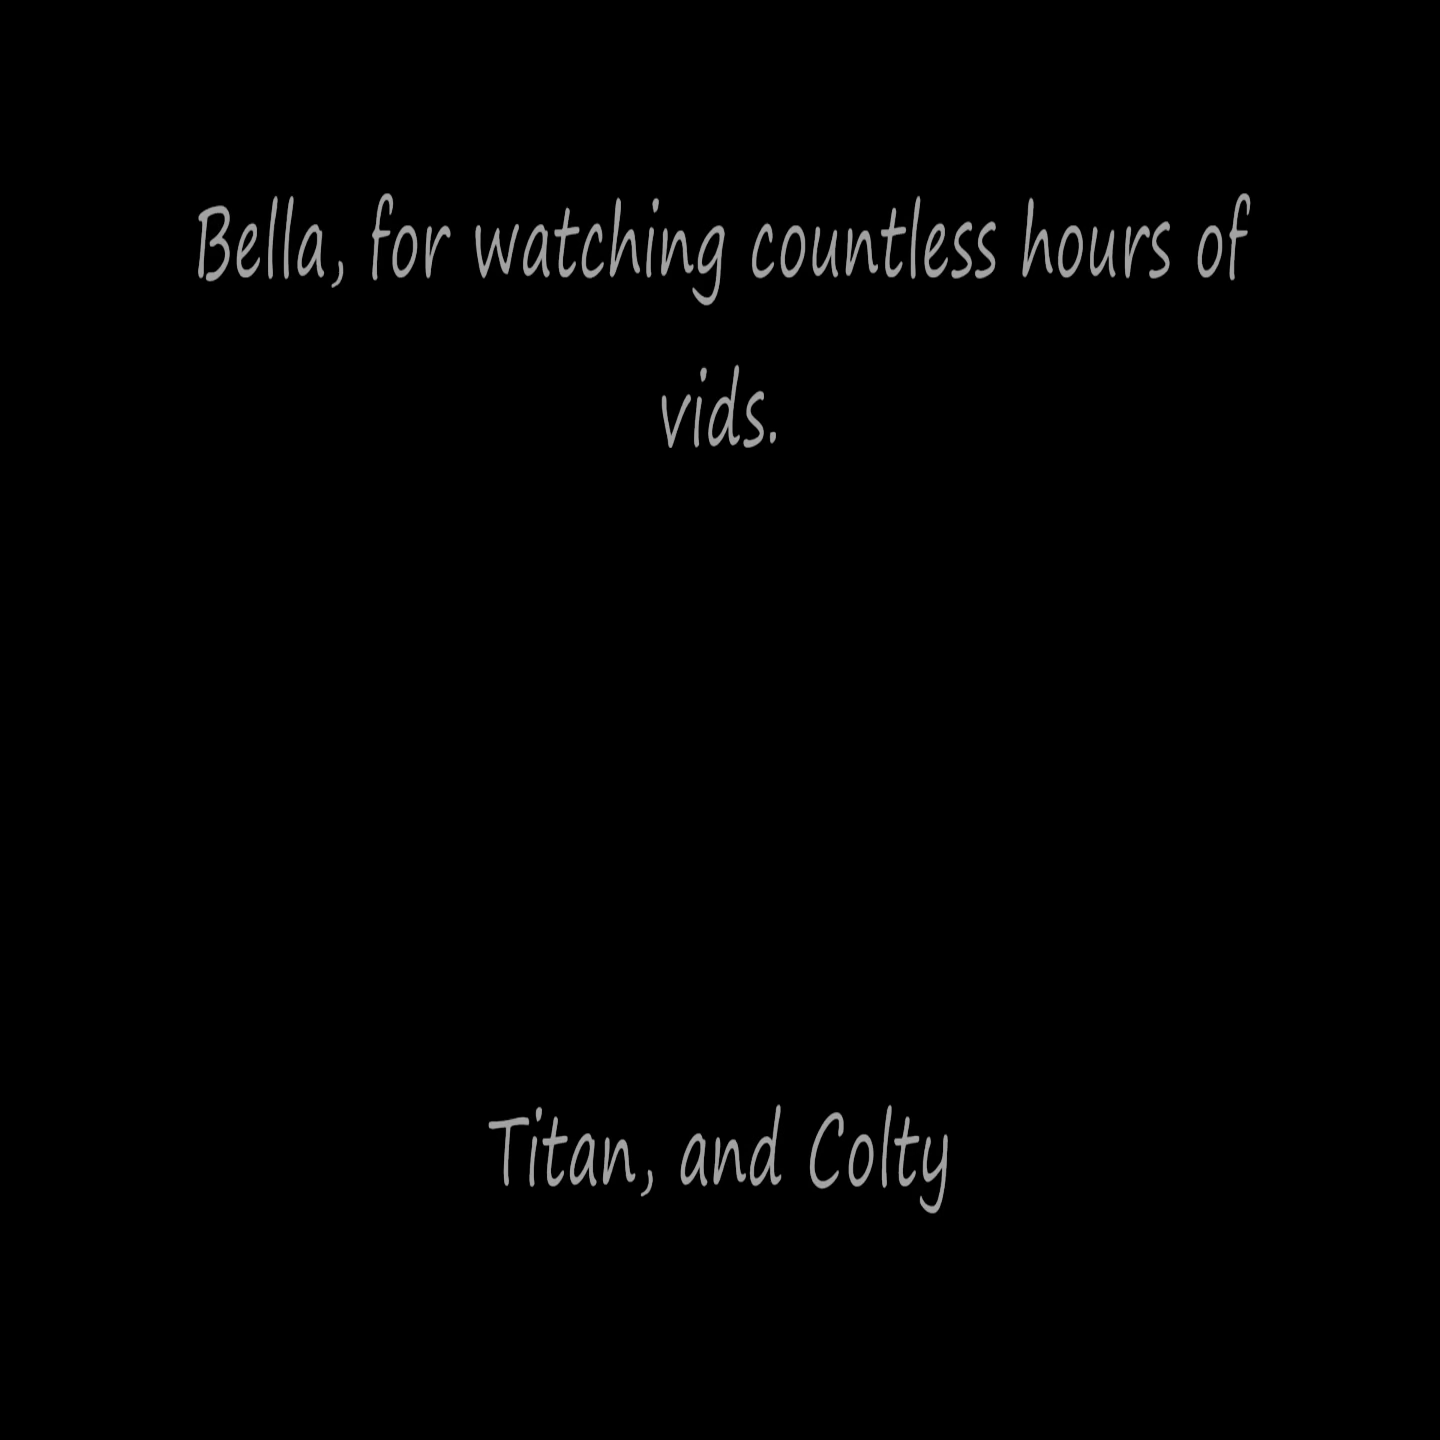 Bella, for watching countless hours of
vids.
Titan, and Colty